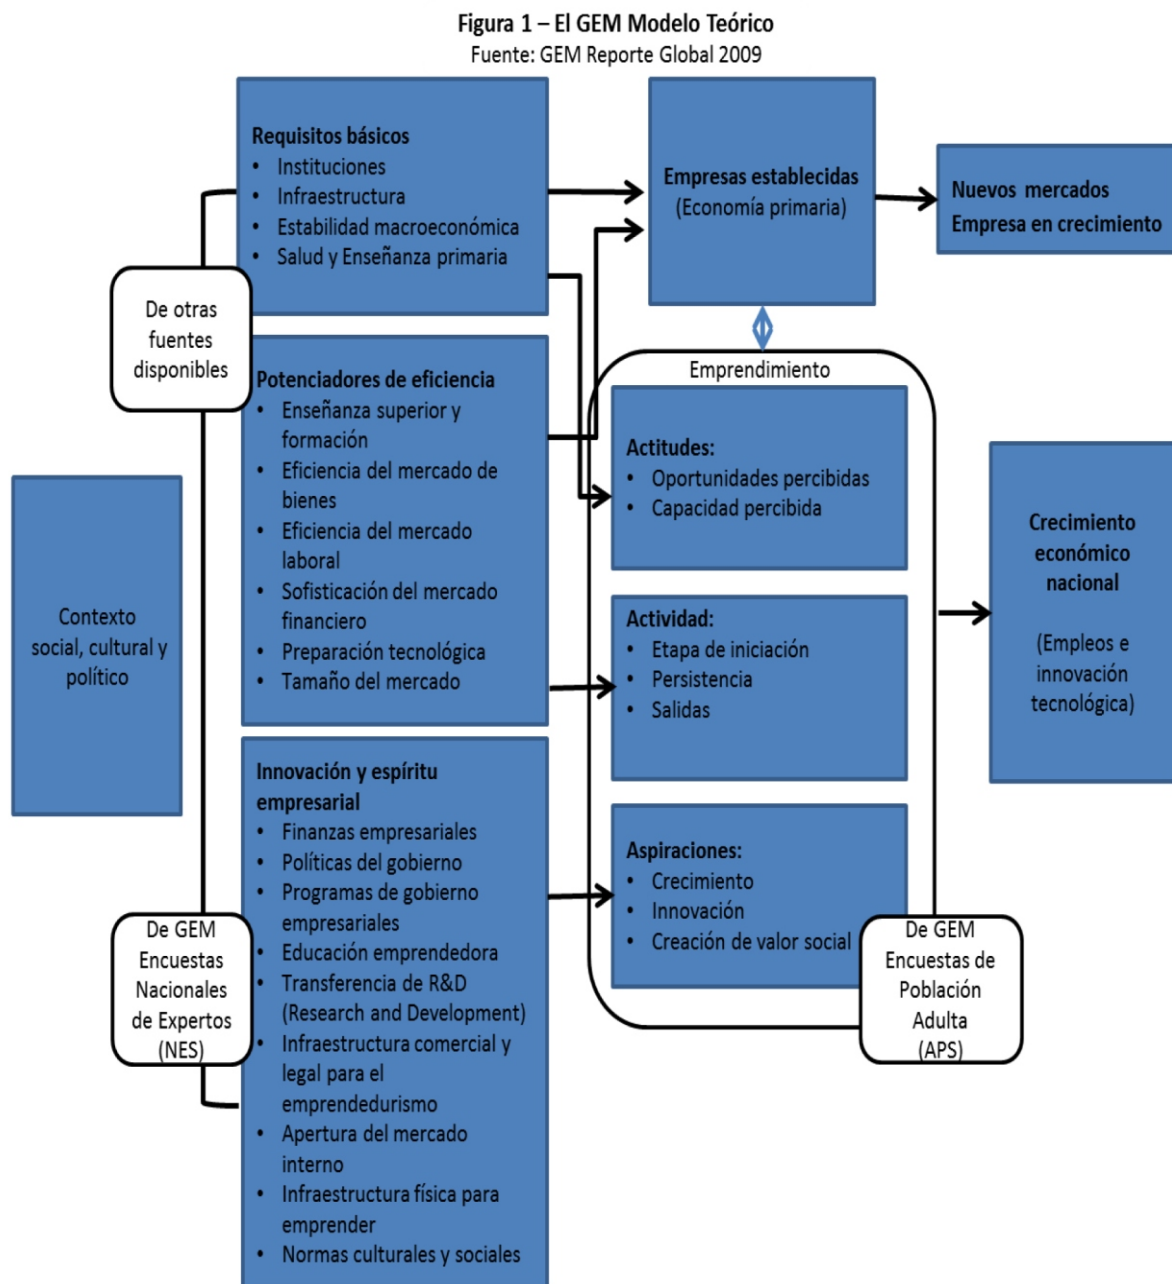 Figura 1 – El GEM Modelo Teórico
Fuente: GEM Reporte Global 2009
Contexto
social, cultural y
político
De otras
fuentes
disponibles
De GEM
Encuestas
Nacionales
de Expertos
(NES)
Requisitos básicos
• Instituciones
• Infraestructura
• Estabilidad macroeconómica
• Salud y Enseñanza primaria
Potenciadores de eficiencia
• Enseñanza superior y
formación
• Eficiencia del mercado de
bienes
• Eficiencia del mercado
laboral
• Sofisticación del mercado
financiero
• Preparación tecnológica
• Tamaño del mercado
Innovación y espíritu
empresarial
• Finanzas empresariales
• Políticas del gobierno
• Programas de gobierno
empresariales
• Educación emprendedora
• Transferencia de R&D
(Research and Development)
• Infraestructura comercial y
legal para el
emprendedurismo
• Apertura del mercado
interno
• Infraestructura física para
emprender
• Normas culturales y sociales
Empresas establecidas
(Economía primaria)
Emprendimiento
Actitudes:
• Oportunidades percibidas
• Capacidad percibida
Actividad:
• Etapa de iniciación
• Persistencia
• Salidas
Aspiraciones:
• Crecimiento
• Innovación
• Creación de valor social
De GEM
Encuestas de
Población
Adulta
(APS)
Nuevos mercados
Empresa en crecimiento
Crecimiento
económico
nacional
(Empleos e
innovación
tecnológica)